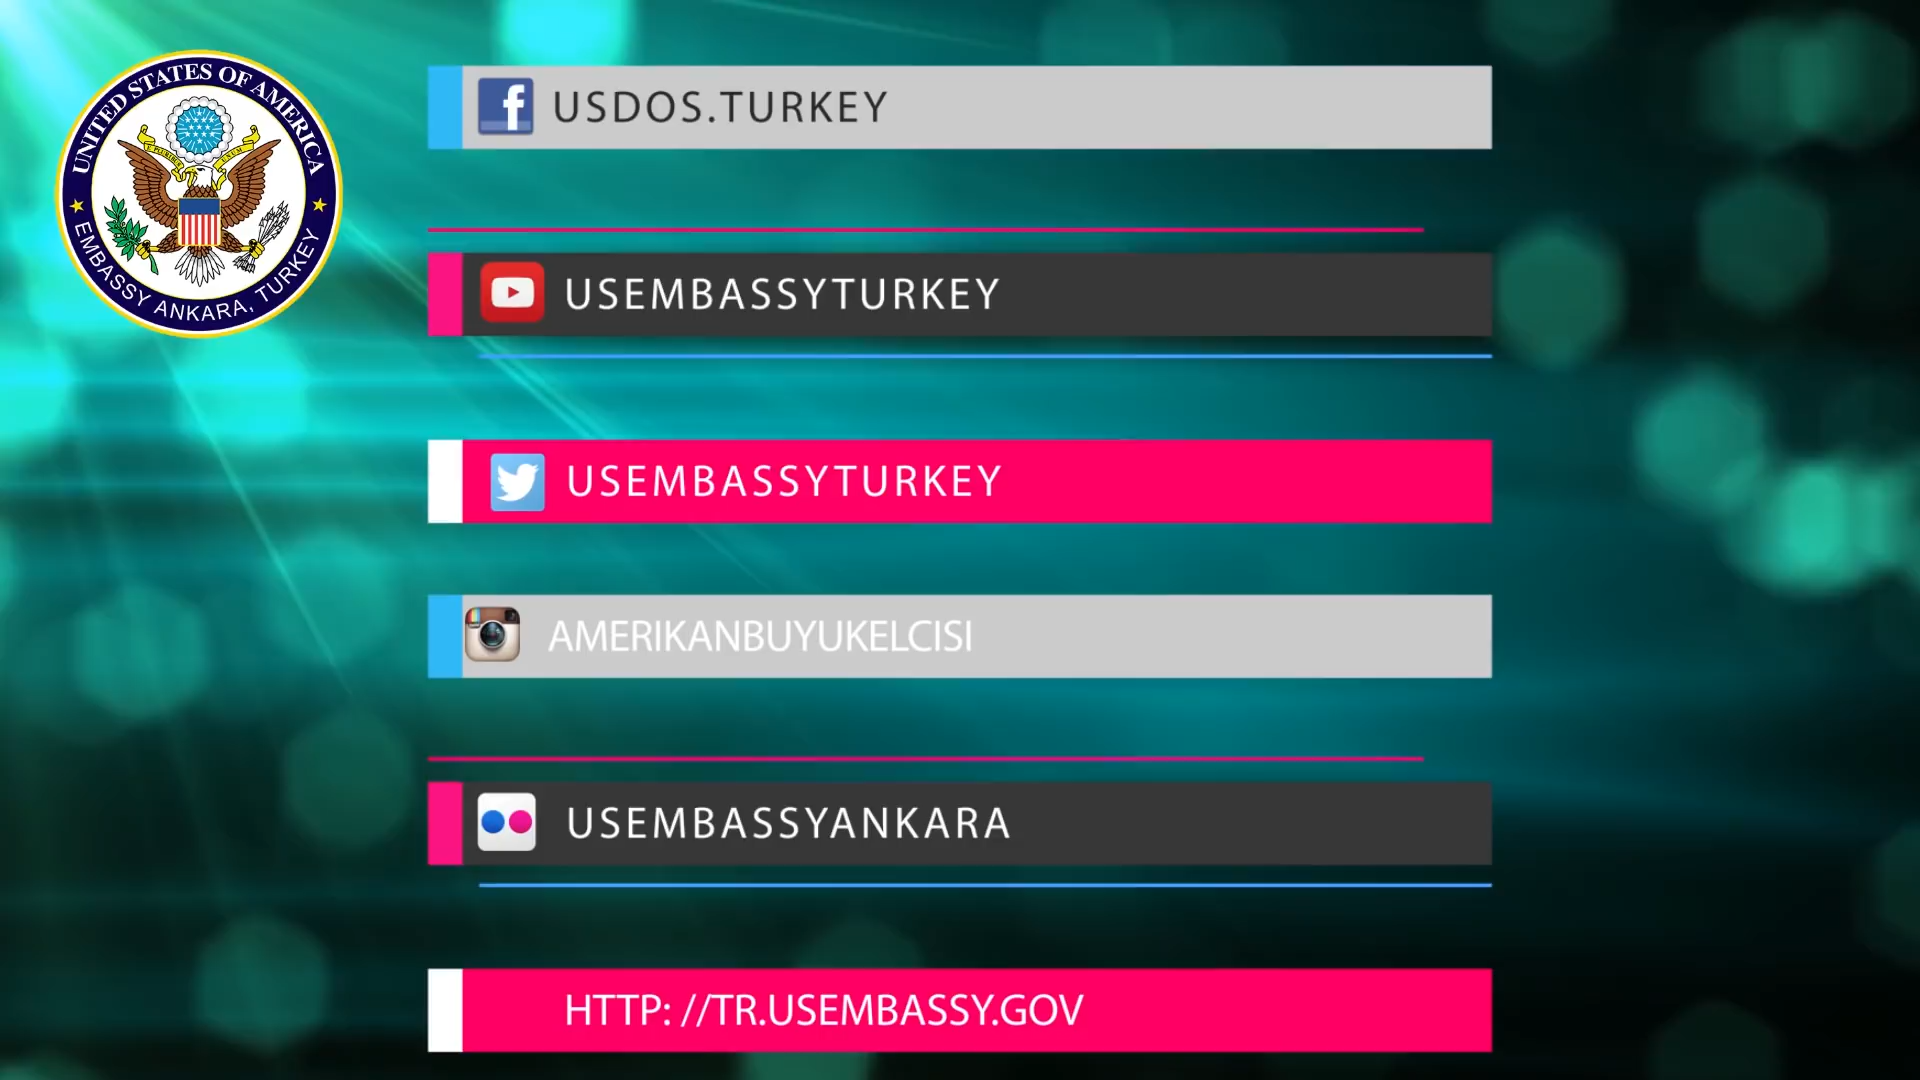 UNITED STATES OF AMERICA
EMBASSY ANKARA, TURKEY
USDOS.TURKEY
USEMBASSYTURKEY
USEMBASSYTURKEY
AMERIKANBUYUKELCISI
USEMBASSYANKARA
HTTP: //TR.USEMBASSY.GOV